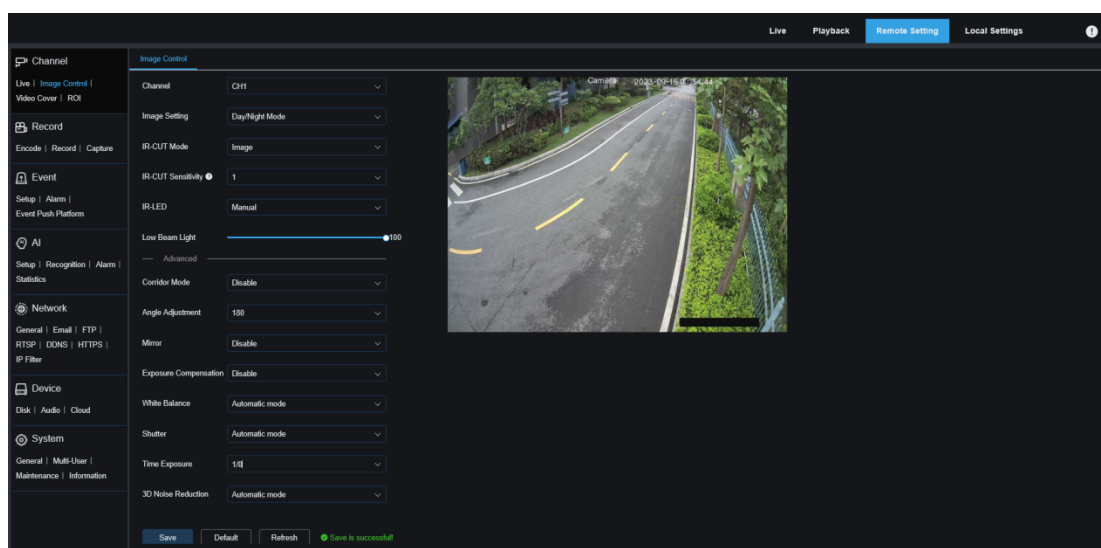 Live Playback Remote Setting Local Settings
Channel
Live | Image Control |
Video Cover | ROI
Record
Encode | Record | Capture
Event
Setup | Alarm |
Event Push Platform
AI
Setup | Recognition | Alarm |
Statistics
Network
General | Email | FTP |
RTSP | DDNS | HTTPS |
IP Filter
Device
Disk | Audio | Cloud
System
General | Multi-User |
Maintenance | Information
Image Control
Channel CH1
Image Setting Day/Night Mode
IR-CUT Mode Image
IR-CUT Sensitivity 1
IR-LED Manual
Low Beam Light 100
Advanced
Corridor Mode Disable
Angle Adjustment 180
Mirror Disable
Exposure Compensation Disable
White Balance Automatic mode
Shutter Automatic mode
Time Exposure 1/8
3D Noise Reduction Automatic mode
Save Default Refresh Save is successful!
Camera